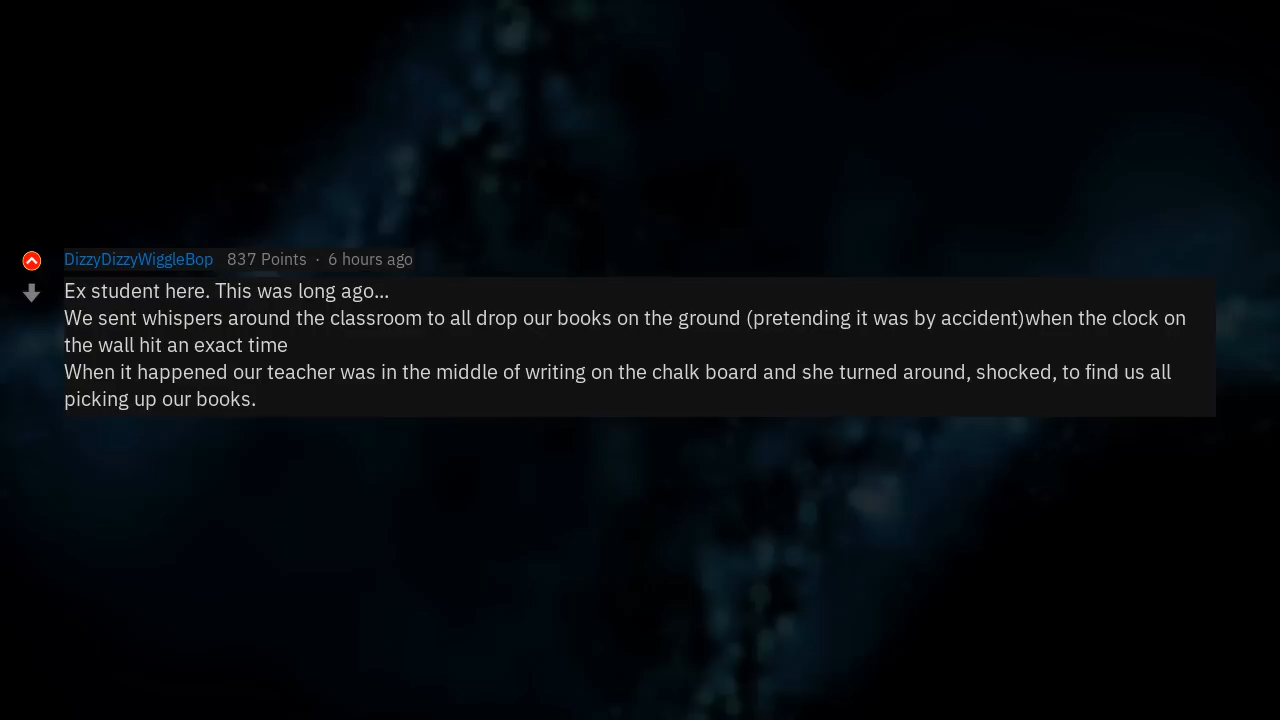 DizzyDizzyWiggleBop 837 Points · 6 hours ago
Ex student here. This was long ago...
We sent whispers around the classroom to all drop our books on the ground (pretending it was by accident)when the clock on
the wall hit an exact time
When it happened our teacher was in the middle of writing on the chalk board and she turned around, shocked, to find us all
picking up our books.